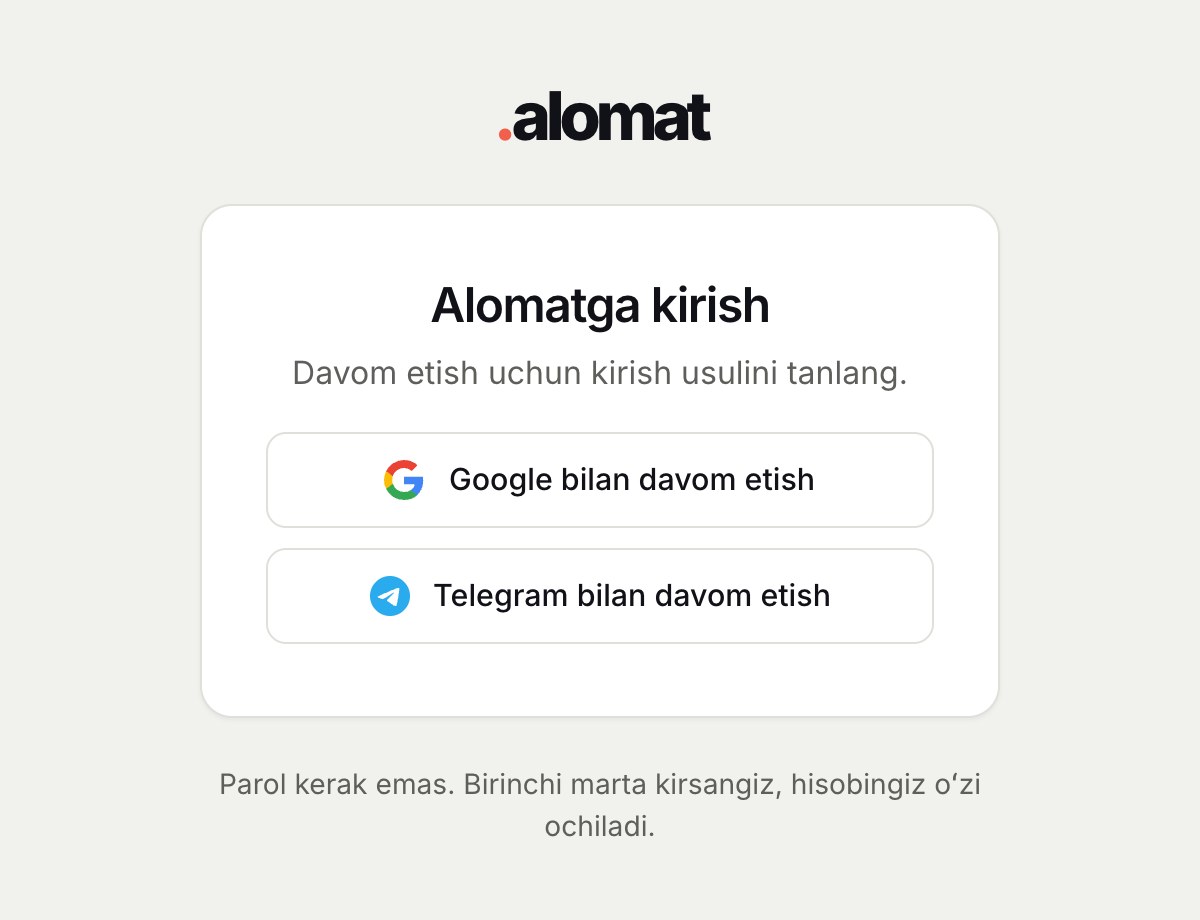 .alomat
Alomatga kirish
Davom etish uchun kirish usulini tanlang.
Google bilan davom etish
Telegram bilan davom etish
Parol kerak emas. Birinchi marta kirsangiz, hisobingiz oʻzi
ochiladi.